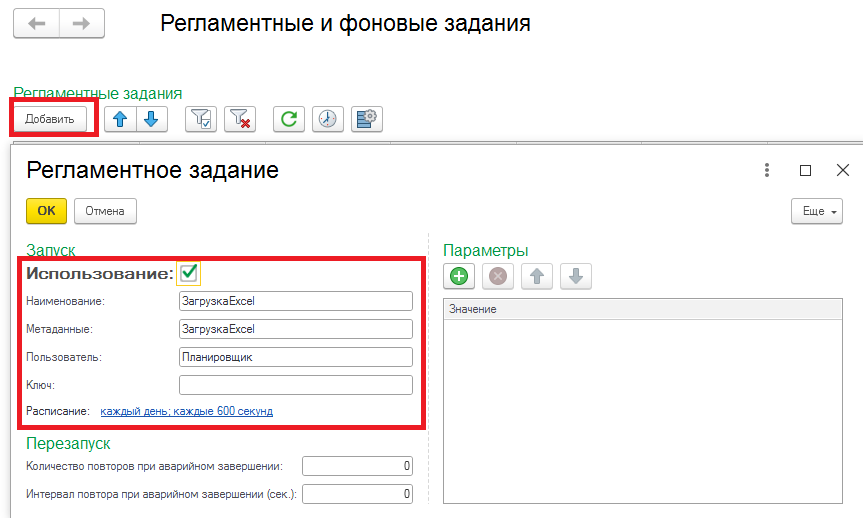 Регламентные и фоновые задания
Регламентные задания
Добавить
Регламентное задание
ОК
Отмена
Еще
Запуск
Использование:
Наименование: ЗагрузкаExcel
Метаданные: ЗагрузкаExcel
Пользователь: Планировщик
Ключ:
Расписание: каждый день; каждые 600 секунд
Перезапуск
Количество повторов при аварийном завершении: 0
Интервал повтора при аварийном завершении (сек.): 0
Параметры
Значение